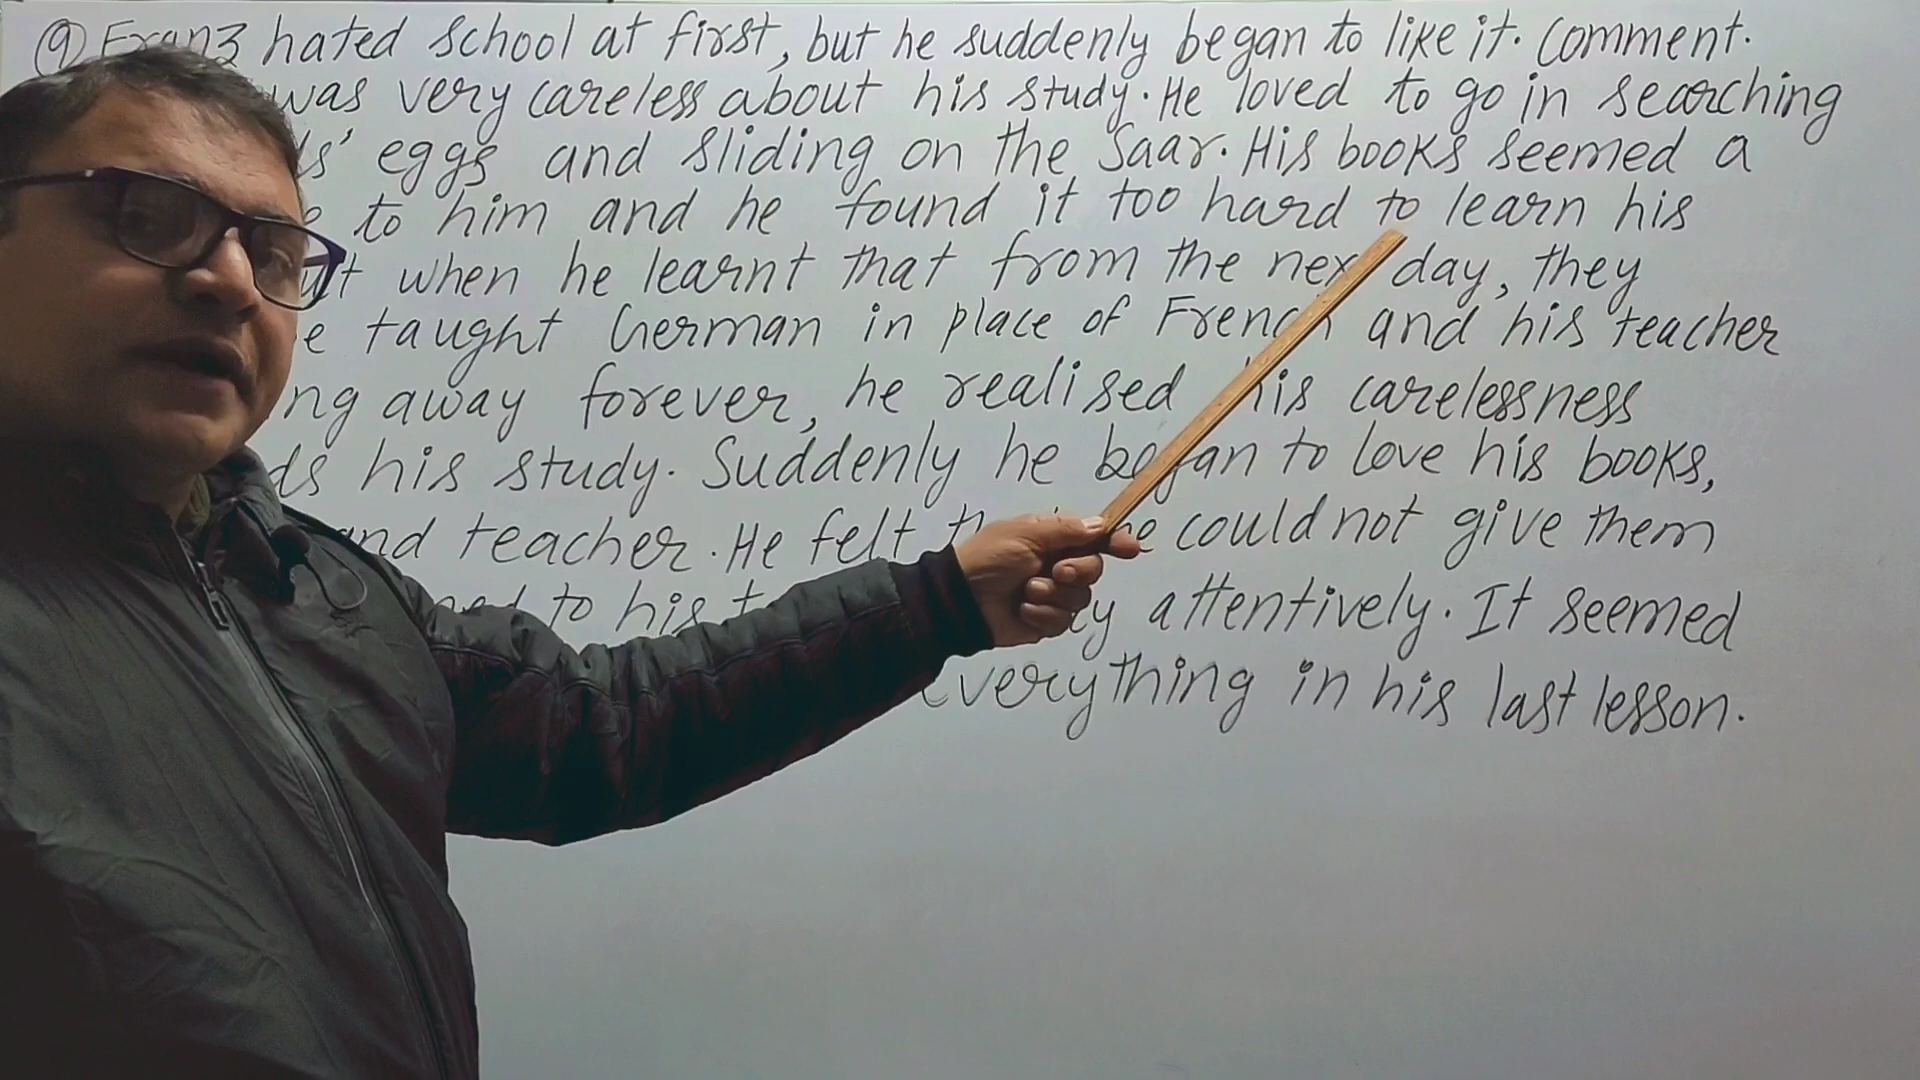 9) Franz hated school at first, but he suddenly began to like it. Comment.
was very careless about his study. He loved to go in searching
eggs and sliding on the Saar. His books seemed a
to him and he found it too hard to learn his
when he learnt that from the next day, they
taught German in place of French and his teacher
away forever, he realised his carelessness
his study. Suddenly he began to love his books,
and teacher. He felt he could not give them
to his attentively. It seemed
everything in his last lesson.